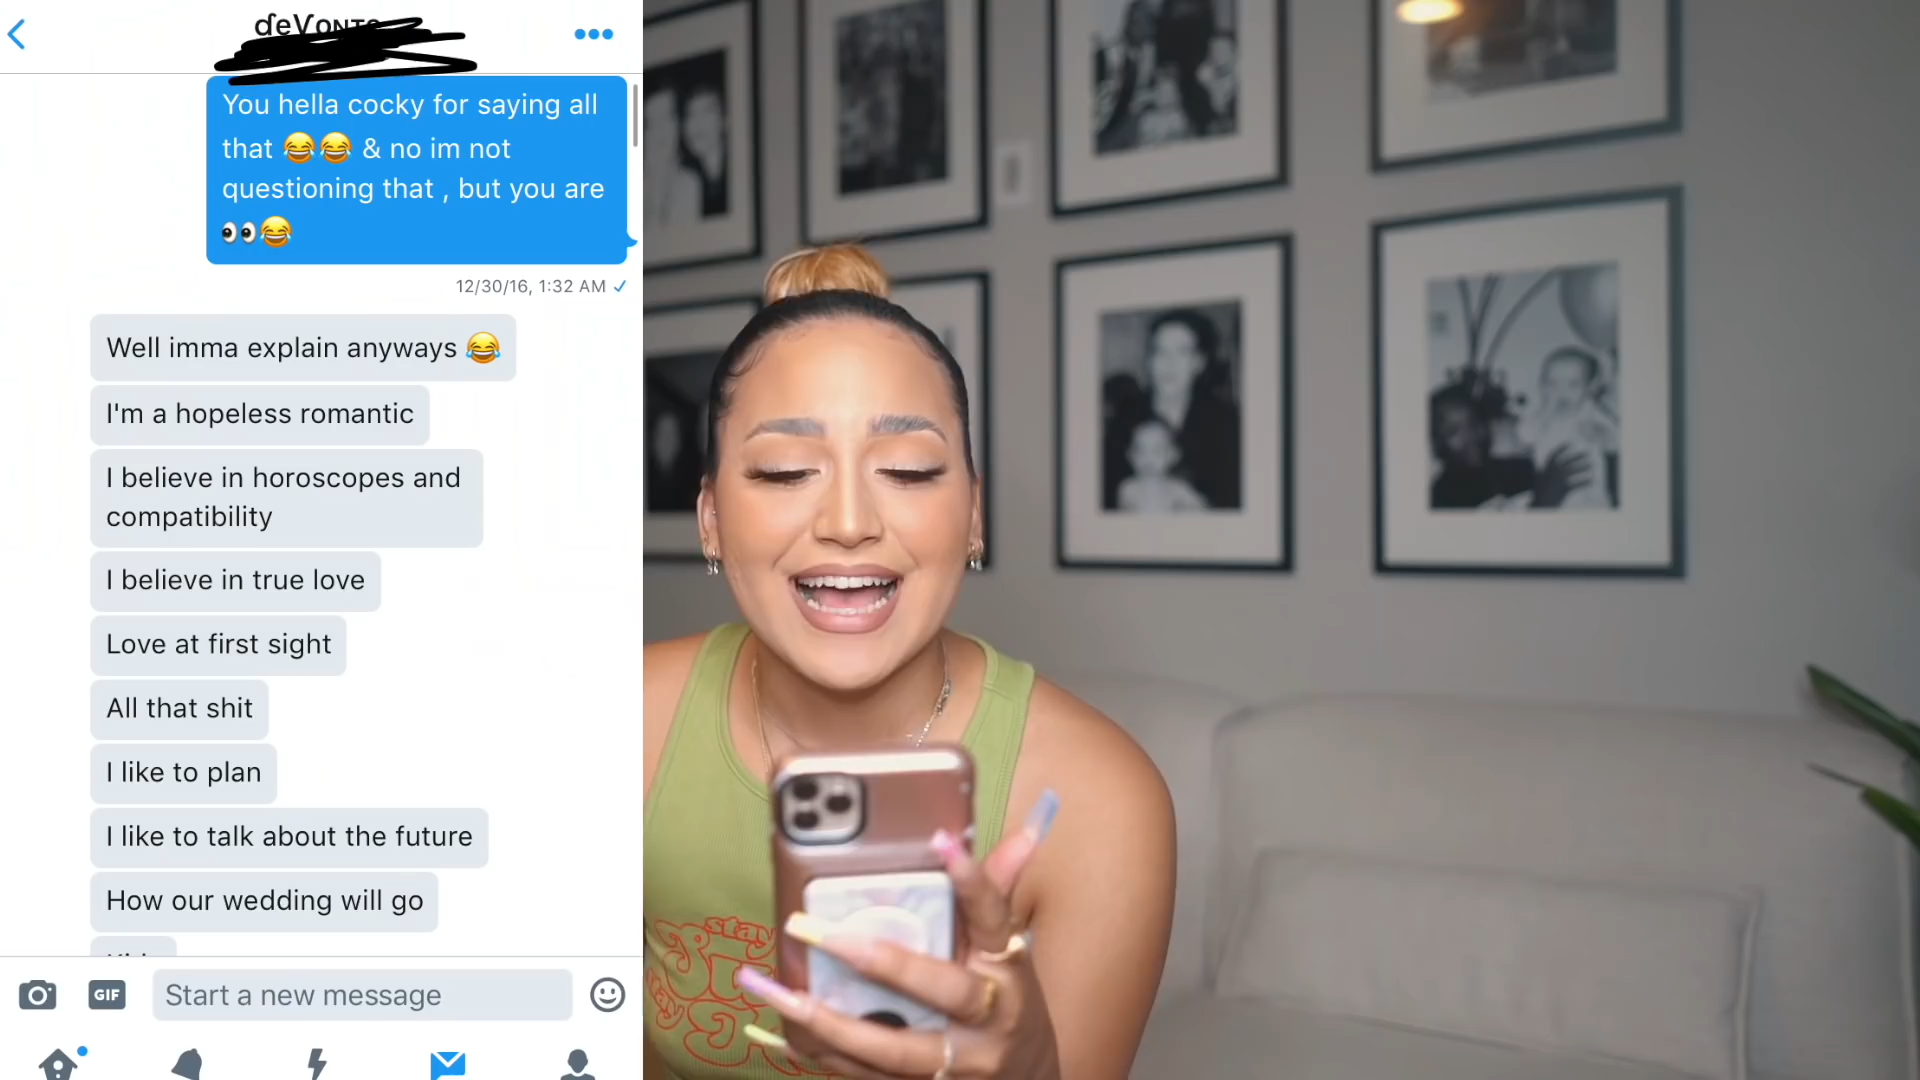 deVonte
You hella cocky for saying all
that 😂😂 & no im not
questioning that , but you are
👀😂
12/30/16, 1:32 AM ✓
Well imma explain anyways 😂
I'm a hopeless romantic
I believe in horoscopes and
compatibility
I believe in true love
Love at first sight
All that shit
I like to plan
I like to talk about the future
How our wedding will go
GIF
Start a new message
stay